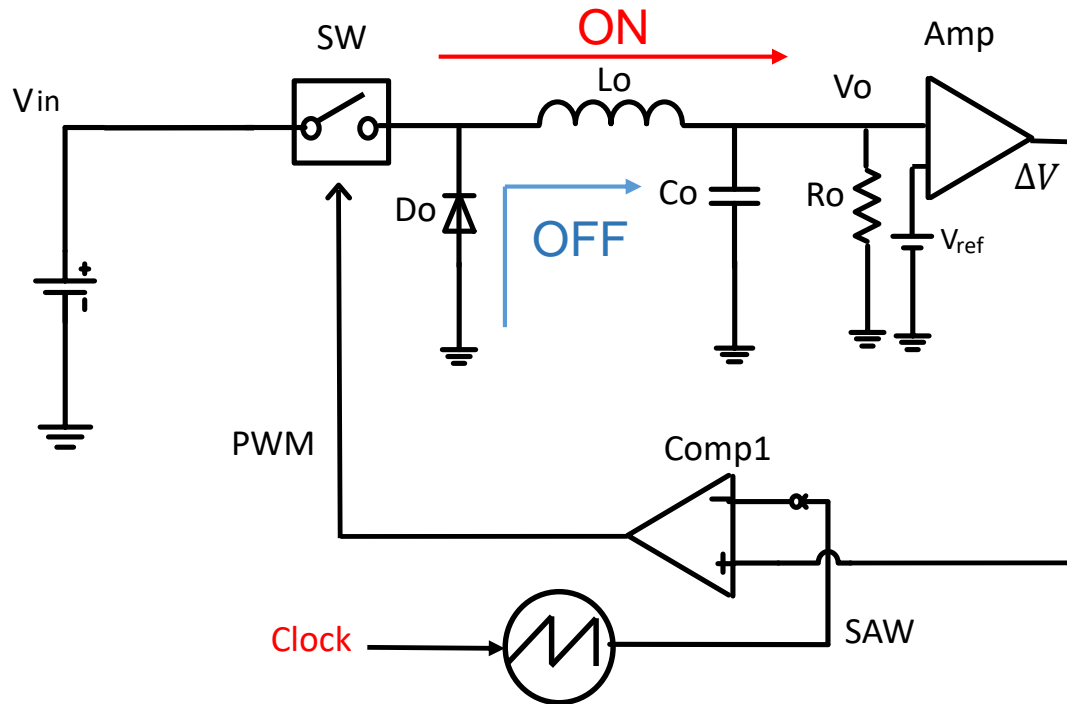 ON
SW
Amp
Vin
Lo
Vo
Do
OFF
Co
Ro
ΔV
Vref
PWM
Comp1
Clock
SAW